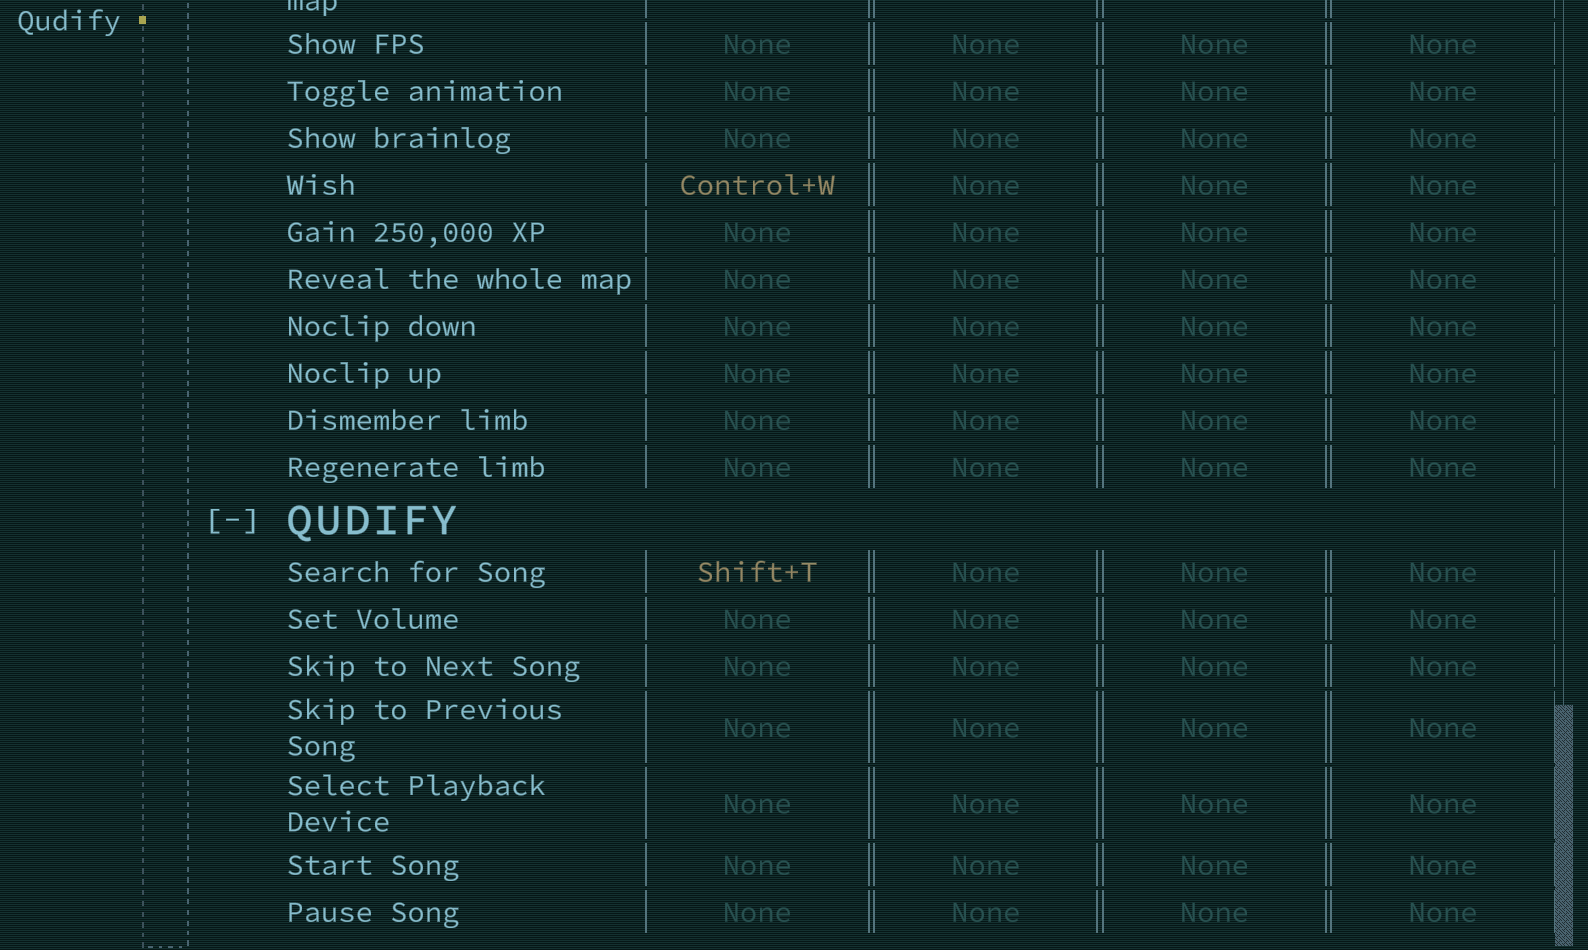 Qudify
map
Show FPS None None None None
Toggle animation None None None None
Show brainlog None None None None
Wish Control+W None None None
Gain 250,000 XP None None None None
Reveal the whole map None None None None
Noclip down None None None None
Noclip up None None None None
Dismember limb None None None None
Regenerate limb None None None None
[-] QUDIFY
Search for Song Shift+T None None None
Set Volume None None None None
Skip to Next Song None None None None
Skip to Previous
Song None None None None
Select Playback
Device None None None None
Start Song None None None None
Pause Song None None None None